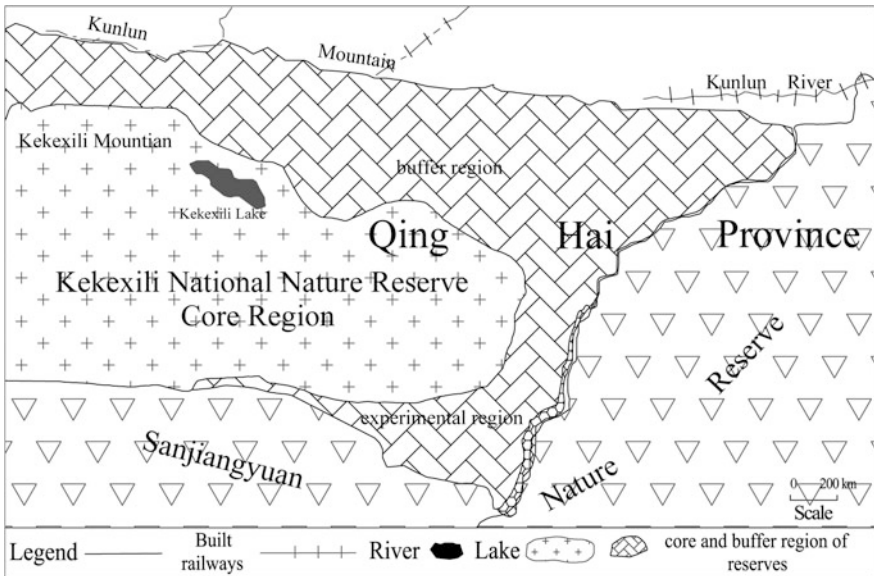 Kunlun
Mountain
Kunlun River
Kekexili Mountian
buffer region
Kekexili Lake
Qing Hai Province
Kekexili National Nature Reserve
Core Region
Reserve
experimental region
Sanjiangyuan
Nature
0 200 km
Scale
Legend Built railways River Lake core and buffer region of reserves